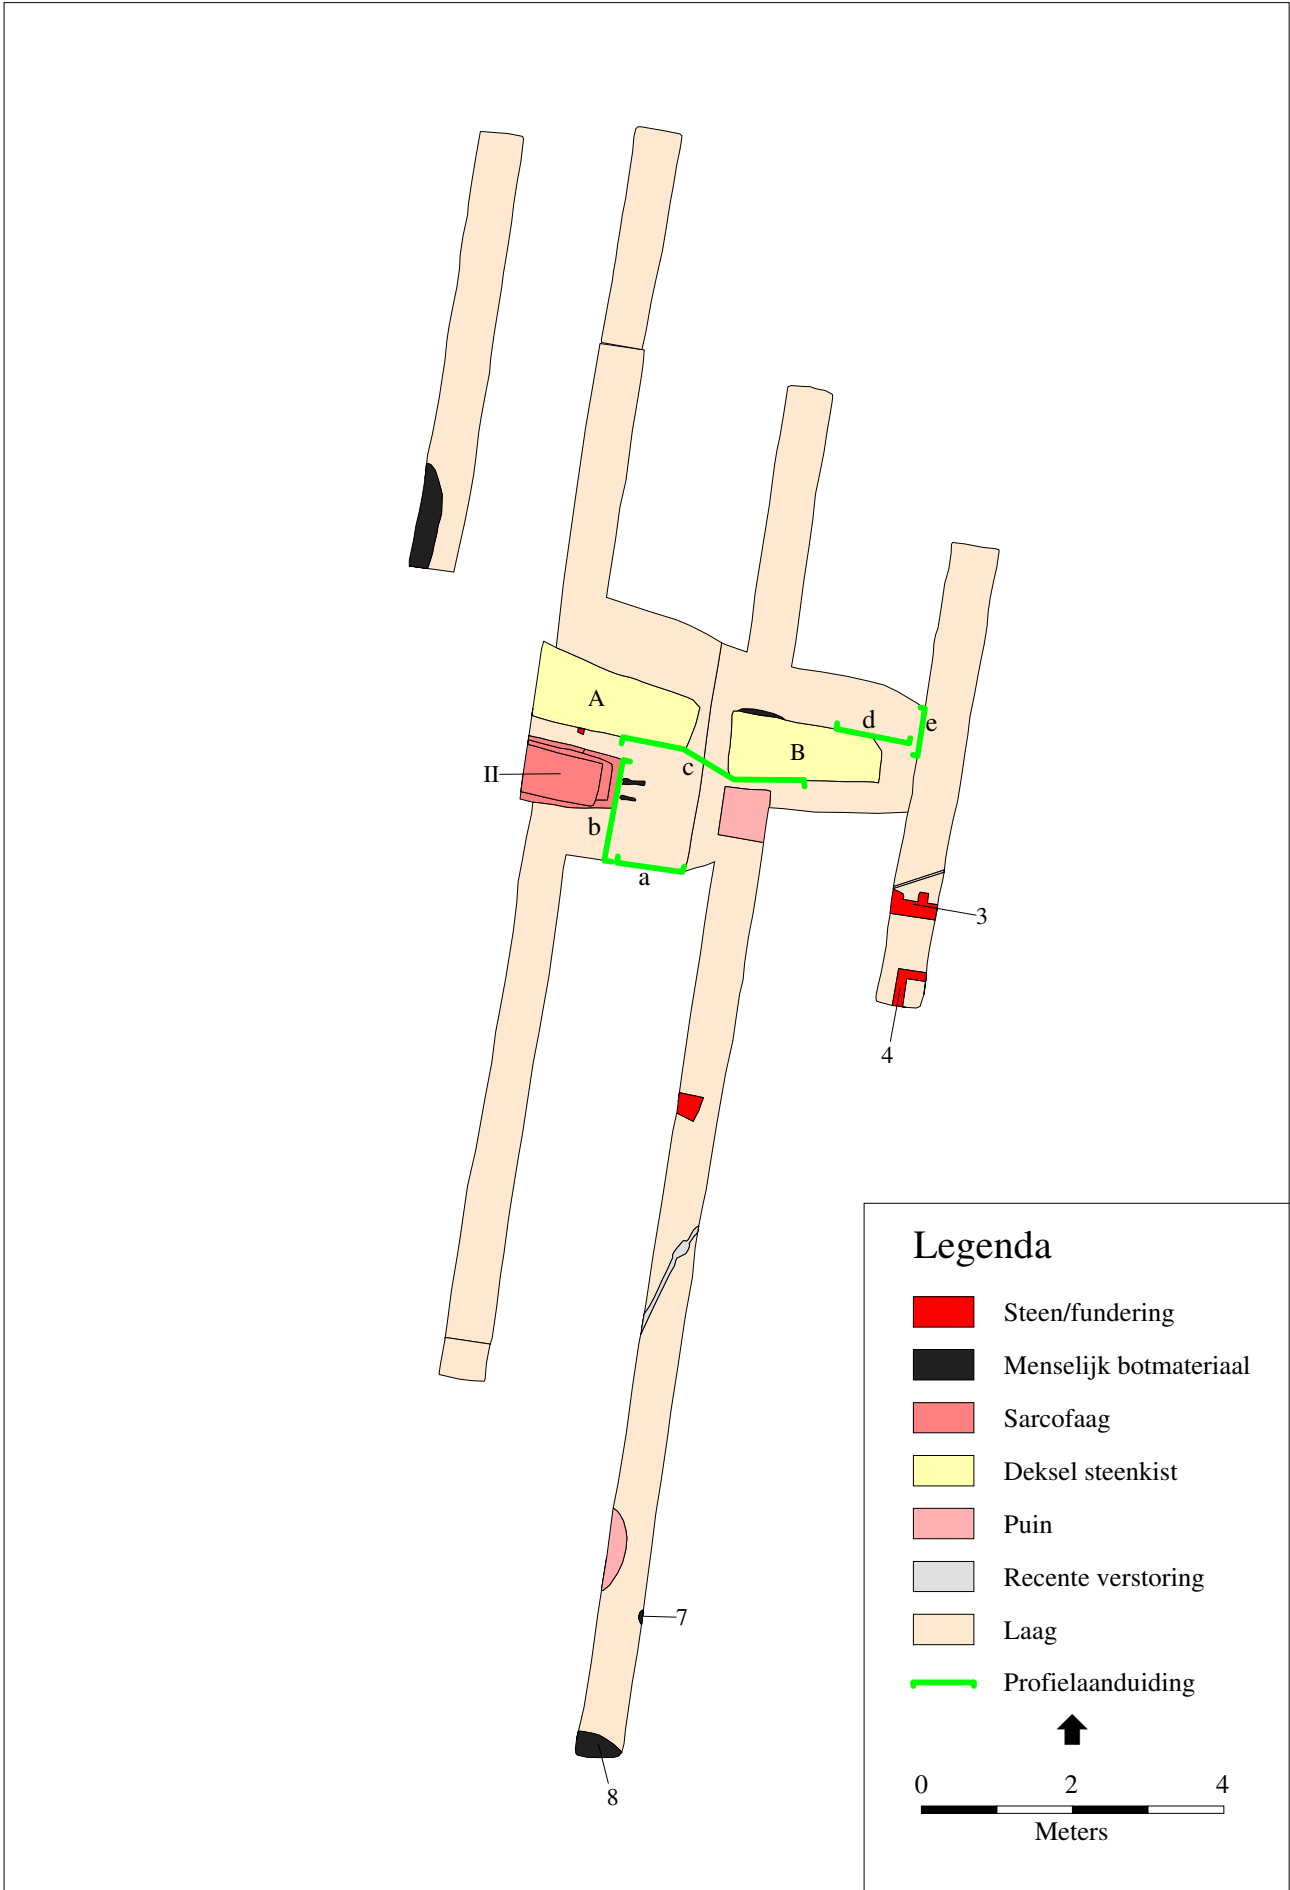 A
B
d
e
c
II
b
a
3
4
7
8
Legenda
Steen/fundering
Menselijk botmateriaal
Sarcofaag
Deksel steenkist
Puin
Recente verstoring
Laag
Profielaanduiding
0 2 4
Meters